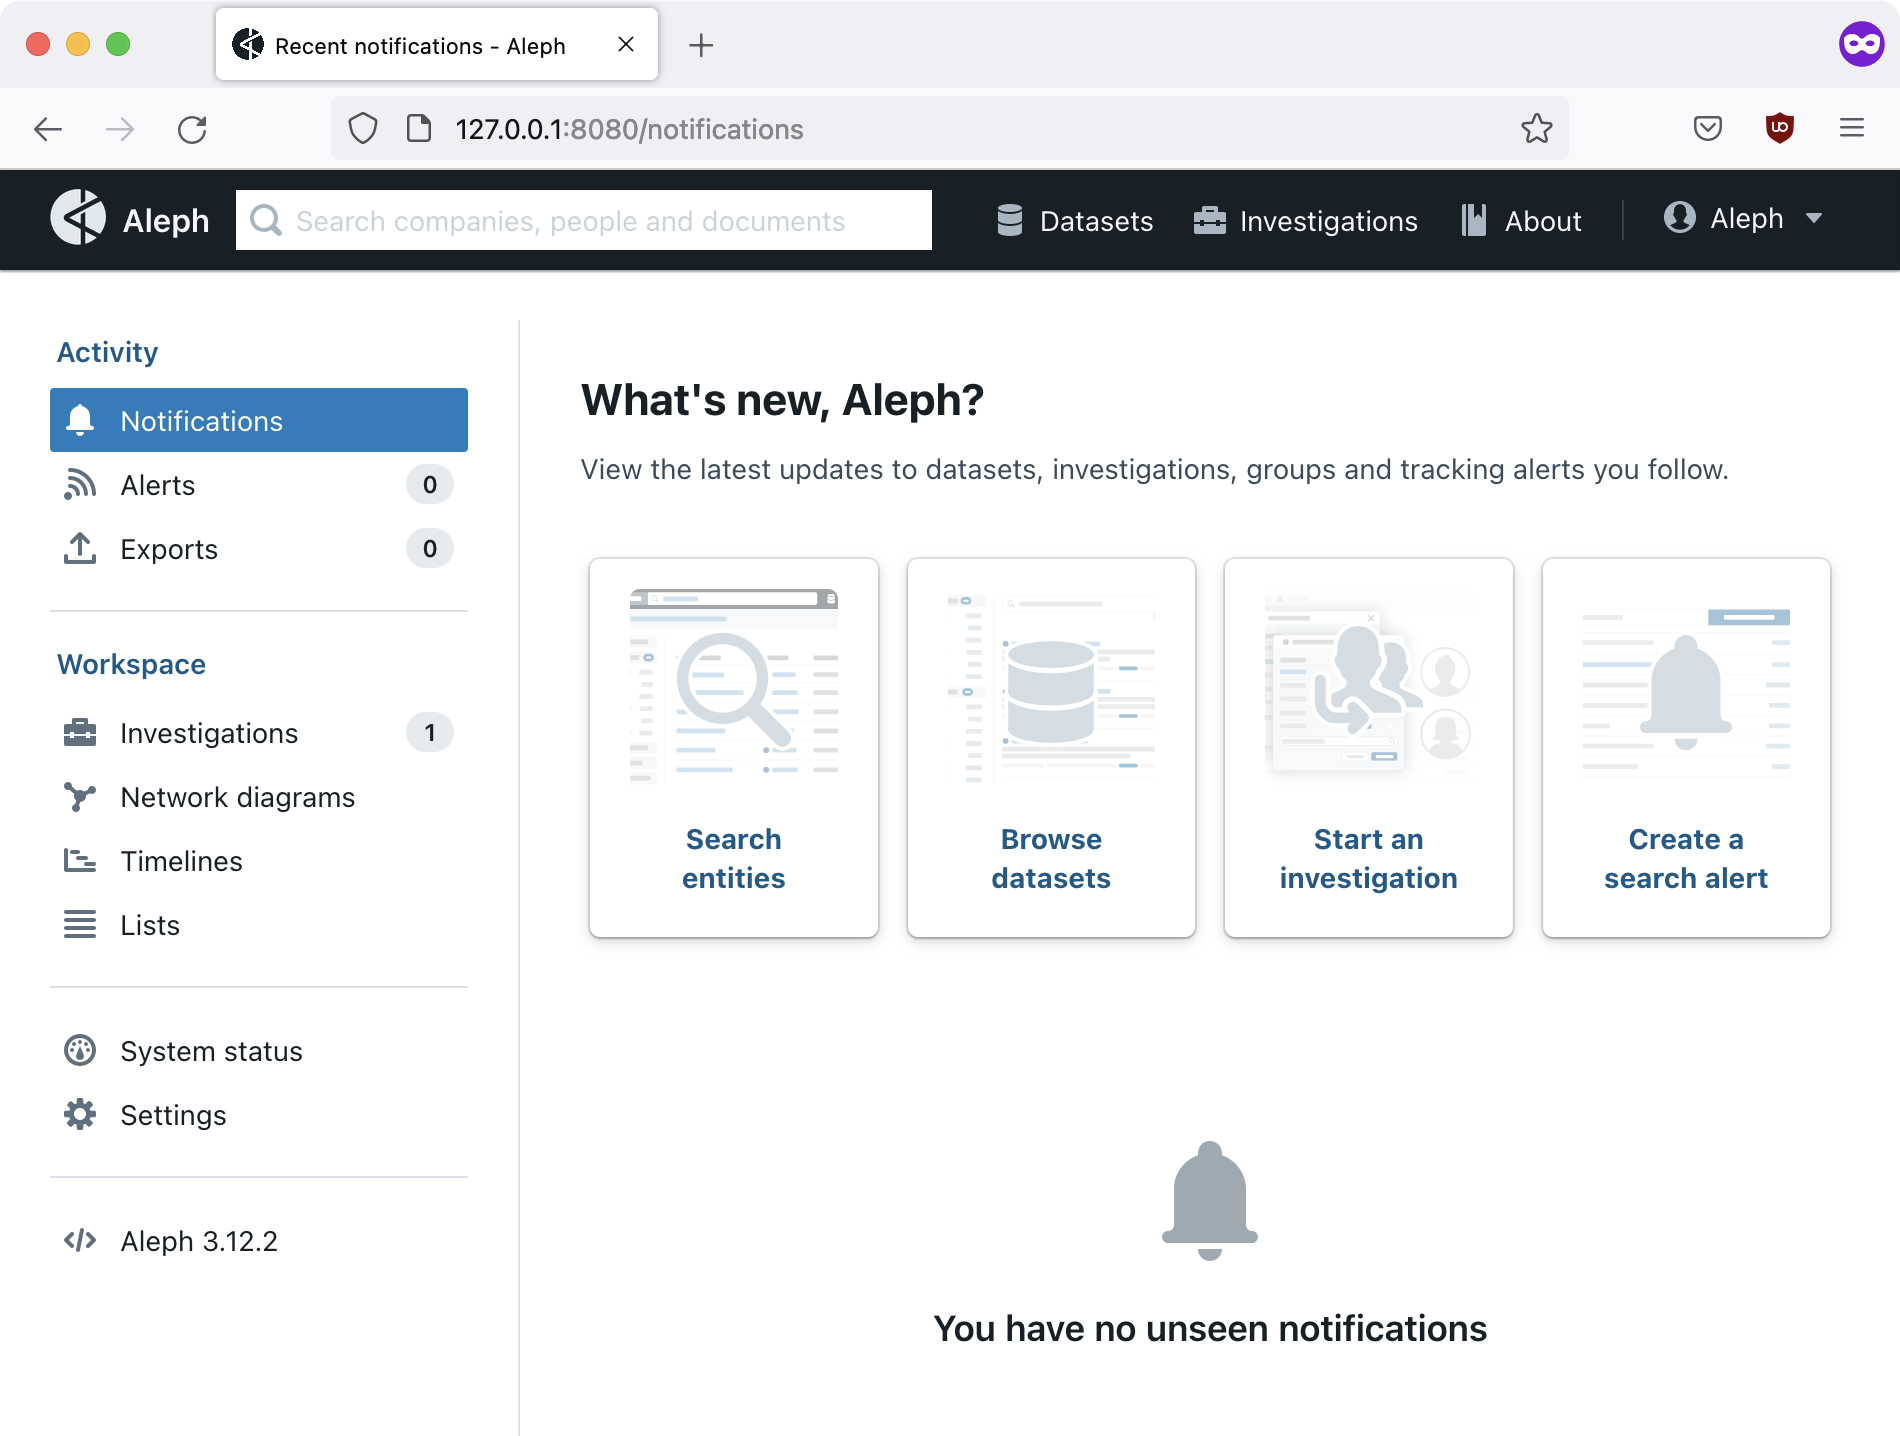 Recent notifications - Aleph
127.0.0.1:8080/notifications
Aleph
Search companies, people and documents
Datasets
Investigations
About
Aleph
Activity
Notifications
Alerts 0
Exports 0
Workspace
Investigations 1
Network diagrams
Timelines
Lists
System status
Settings
Aleph 3.12.2
What's new, Aleph?
View the latest updates to datasets, investigations, groups and tracking alerts you follow.
Search
entities
Browse
datasets
Start an
investigation
Create a
search alert
You have no unseen notifications